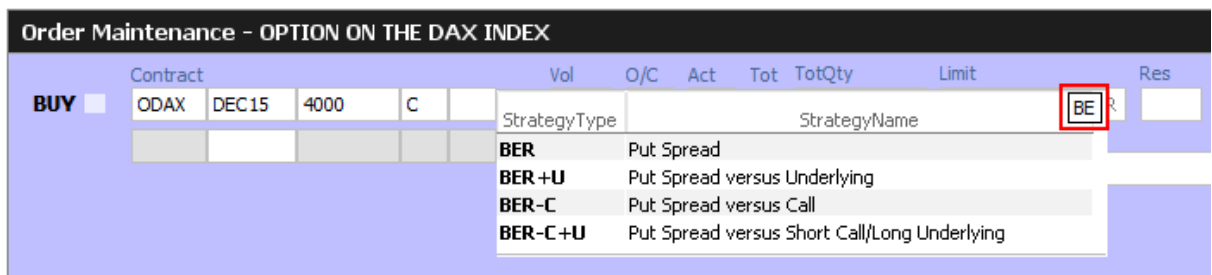 Order Maintenance - OPTION ON THE DAX INDEX
Contract Vol O/C Act Tot TotQty Limit Res
BUY ODAX DEC15 4000 C BE R
StrategyType StrategyName
BER Put Spread
BER+U Put Spread versus Underlying
BER-C Put Spread versus Call
BER-C+U Put Spread versus Short Call/Long Underlying